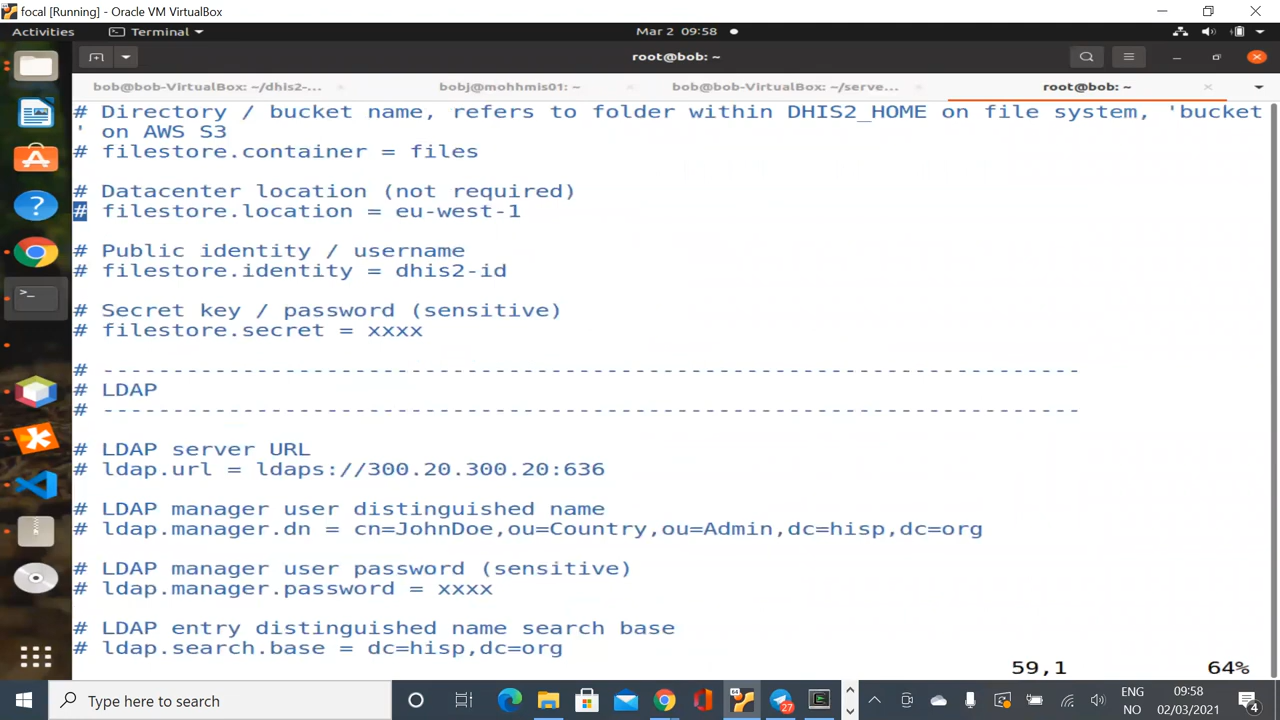 focal [Running] - Oracle VM VirtualBox
Activities
Terminal
Mar 2 09:58
root@bob: ~
bob@bob-VirtualBox: ~/dhis2-...
bobj@mohhmis01: ~
bob@bob-VirtualBox: ~/serve...
root@bob: ~
# Directory / bucket name, refers to folder within DHIS2_HOME on file system, 'bucket
' on AWS S3
# filestore.container = files
# Datacenter location (not required)
# filestore.location = eu-west-1
# Public identity / username
# filestore.identity = dhis2-id
# Secret key / password (sensitive)
# filestore.secret = xxxx
# ----------------------------------------------------------------------
# LDAP
# ----------------------------------------------------------------------
# LDAP server URL
# ldap.url = ldaps://300.20.300.20:636
# LDAP manager user distinguished name
# ldap.manager.dn = cn=JohnDoe,ou=Country,ou=Admin,dc=hisp,dc=org
# LDAP manager user password (sensitive)
# ldap.manager.password = xxxx
# LDAP entry distinguished name search base
# ldap.search.base = dc=hisp,dc=org
59,1
64%
Type here to search
27
ENG
NO
09:58
02/03/2021
4